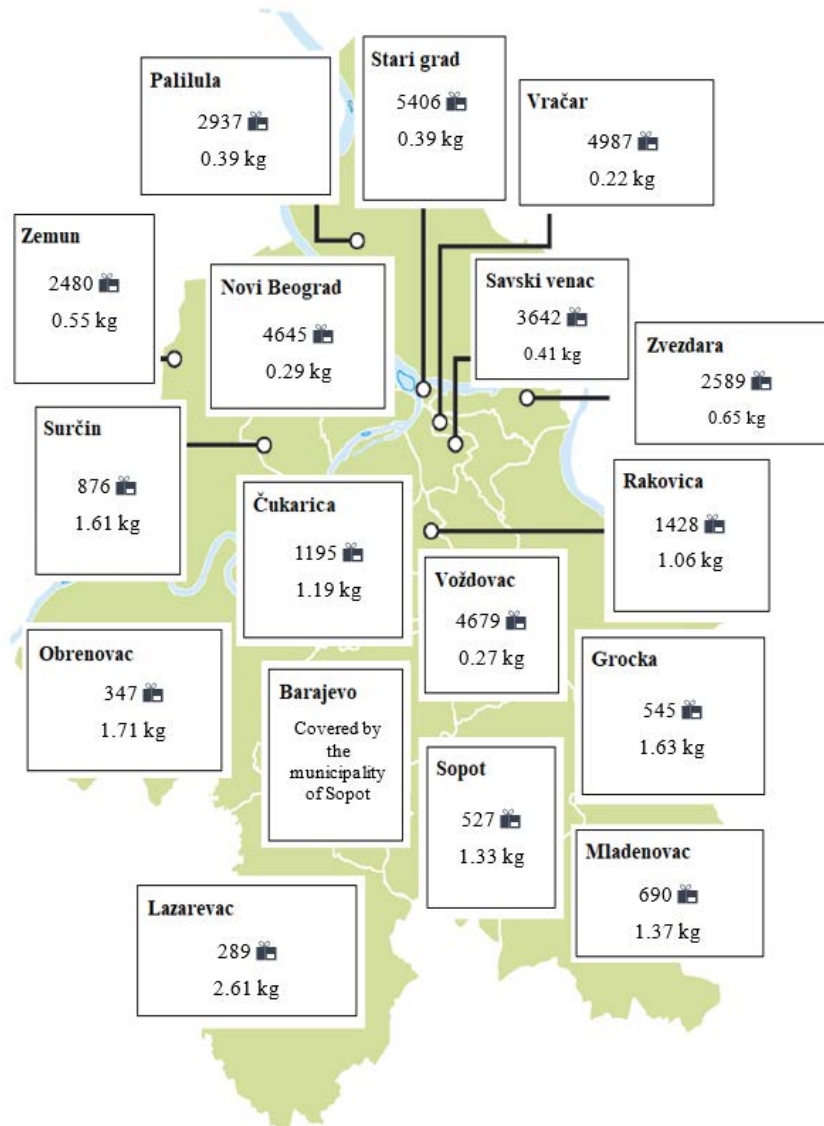 Palilula
2937
0.39 kg
Stari grad
5406
0.39 kg
Vračar
4987
0.22 kg
Zemun
2480
0.55 kg
Novi Beograd
4645
0.29 kg
Savski venac
3642
0.41 kg
Zvezdara
2589
0.65 kg
Surčin
876
1.61 kg
Čukarica
1195
1.19 kg
Rakovica
1428
1.06 kg
Voždovac
4679
0.27 kg
Obrenovac
347
1.71 kg
Barajevo
Covered by
the
municipality
of Sopot
Grocka
545
1.63 kg
Sopot
527
1.33 kg
Mladenovac
690
1.37 kg
Lazarevac
289
2.61 kg